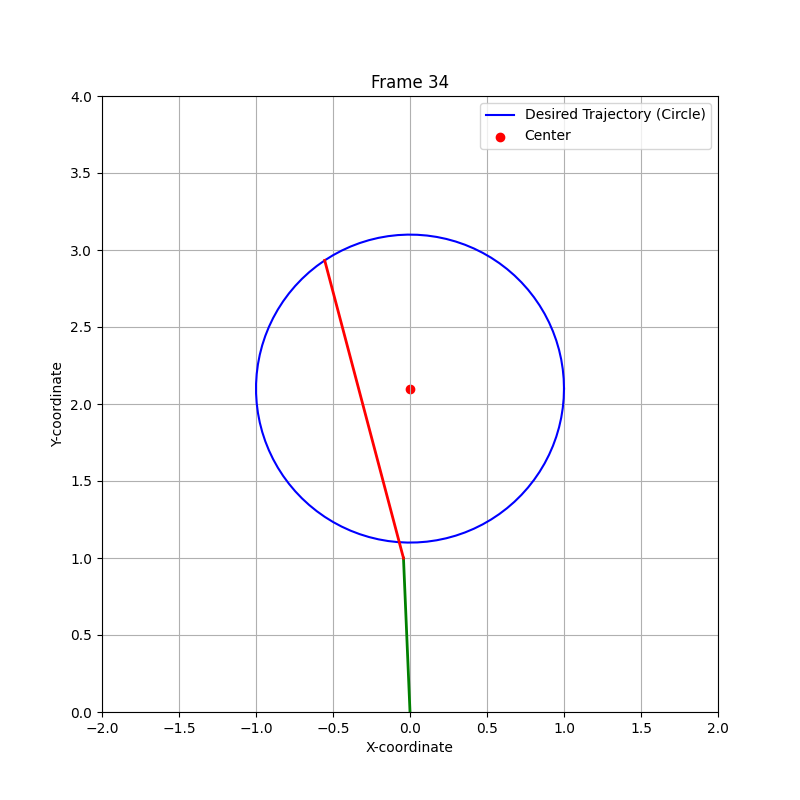 Frame 34
Desired Trajectory (Circle)
Center
4.0
3.5
3.0
2.5
2.0
1.5
1.0
0.5
0.0
Y-coordinate
−2.0 −1.5 −1.0 −0.5 0.0 0.5 1.0 1.5 2.0
X-coordinate